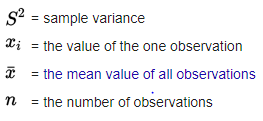 S² = sample variance
xᵢ = the value of the one observation
x̄ = the mean value of all observations
n = the number of observations